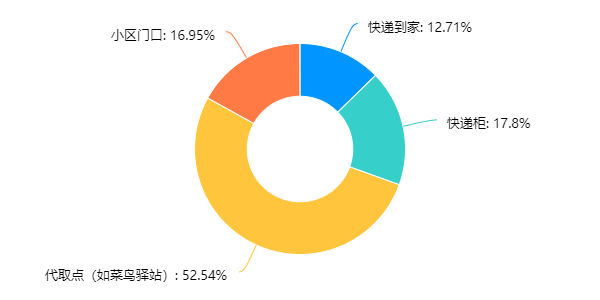 小区门口: 16.95%
快递到家: 12.71%
快递柜: 17.8%
代取点（如菜鸟驿站）: 52.54%